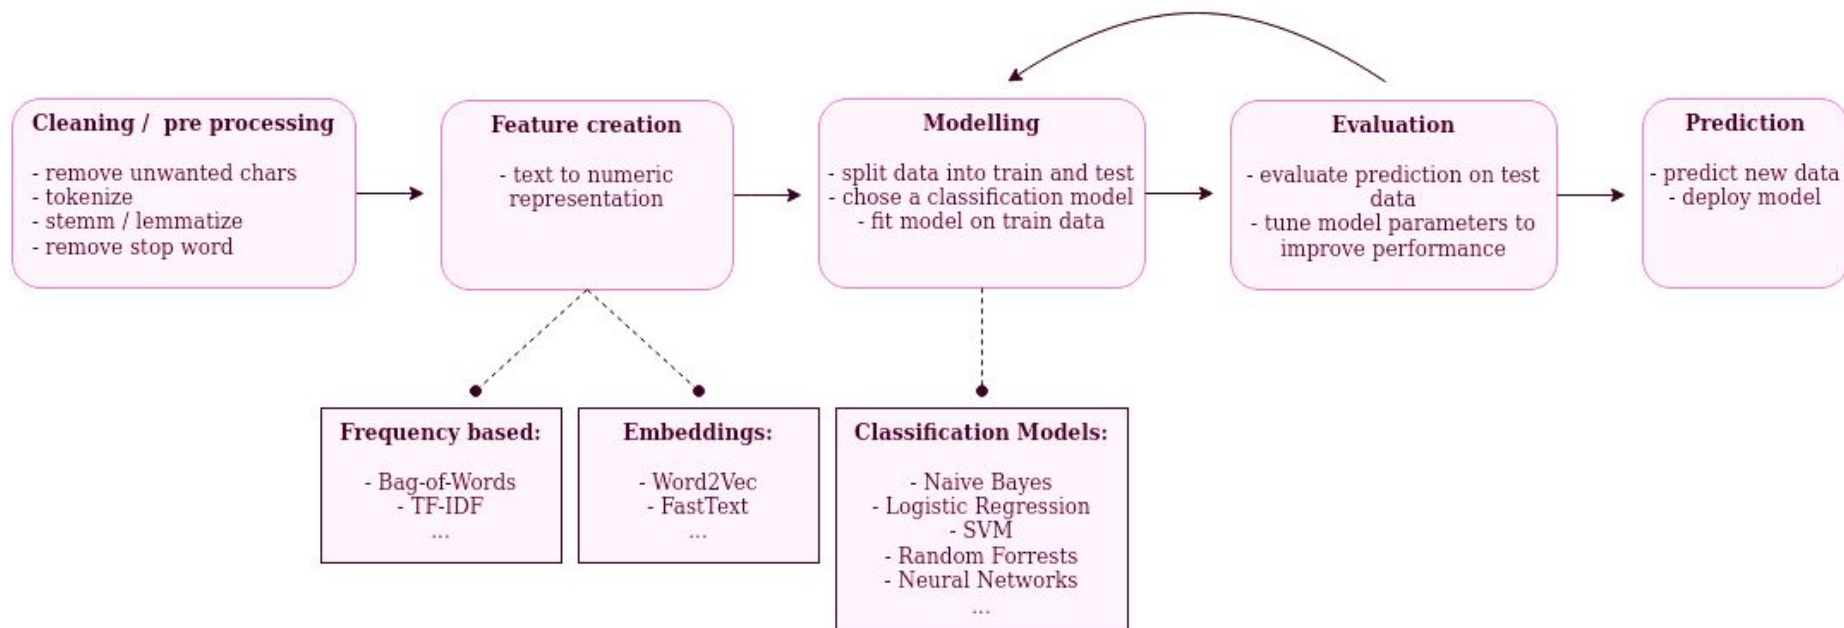 Cleaning /  pre processing
- remove unwanted chars
- tokenize
- stemm / lemmatize
- remove stop word
Feature creation
- text to numeric
representation
Modelling
- split data into train and test
- chose a classification model
- fit model on train data
Evaluation
- evaluate prediction on test
data
- tune model parameters to
improve performance
Prediction
- predict new data
- deploy model
Frequency based:
- Bag-of-Words
- TF-IDF
...
Embeddings:
- Word2Vec
- FastText
...
Classification Models:
- Naive Bayes
- Logistic Regression
- SVM
- Random Forrests
- Neural Networks
...